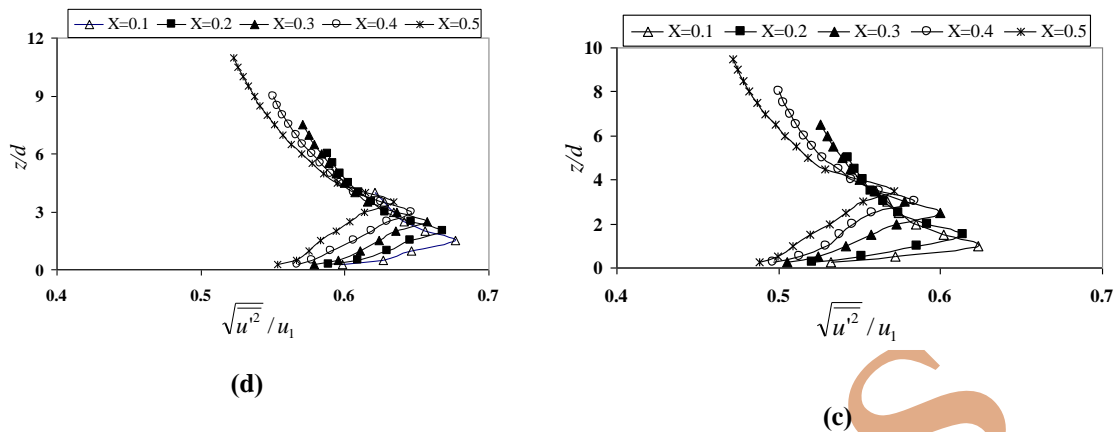 X=0.1 X=0.2 X=0.3 X=0.4 X=0.5
12
9
6
3
0
z/d
0.4 0.5 0.6 0.7
√u'² / u₁
(d)
X=0.1 X=0.2 X=0.3 X=0.4 X=0.5
10
8
6
4
2
0
z/d
0.4 0.5 0.6 0.7
√u'² / u₁
(c)
S